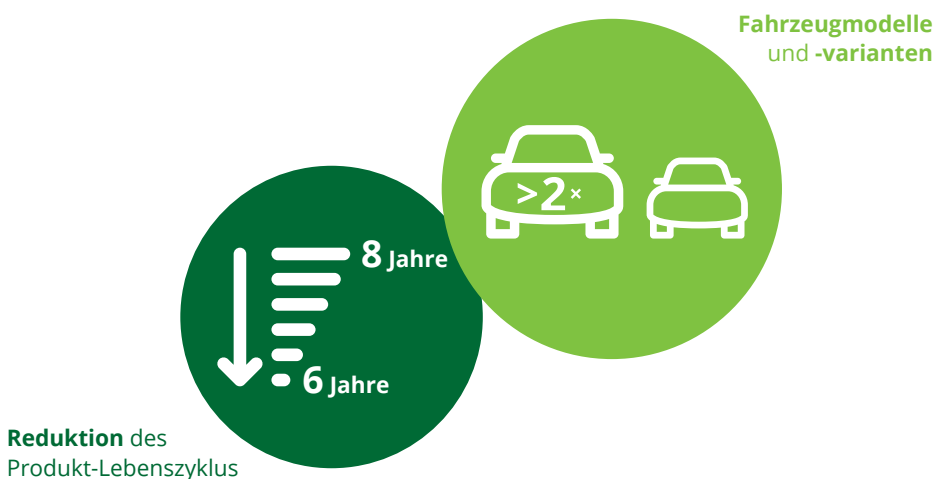 Fahrzeugmodelle
und -varianten
>2×
8 Jahre
6 Jahre
Reduktion des
Produkt-Lebenszyklus